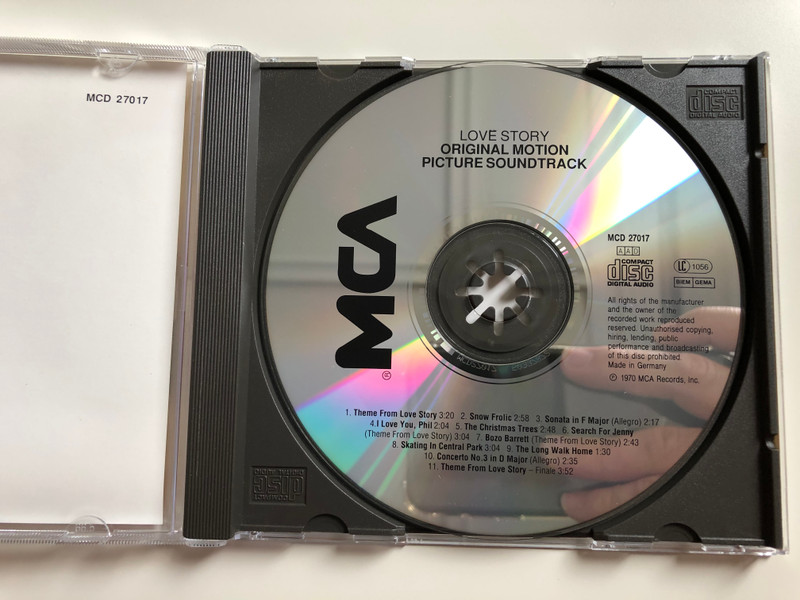 MCD 27017
COMPACT
disc
DIGITAL AUDIO
LOVE STORY
ORIGINAL MOTION
PICTURE SOUNDTRACK
MCA
®
MCD 27017
AAD
COMPACT
disc
DIGITAL AUDIO
LC 1056
BIEM GEMA
All rights of the manufacturer
and the owner of the
recorded work reproduced
reserved. Unauthorised copying,
hiring, lending, public
performance and broadcasting
of this disc prohibited.
Made in Germany
℗ 1970 MCA Records, Inc.
1. Theme From Love Story 3:20 2. Snow Frolic 2:58 3. Sonata in F Major (Allegro) 2:17
4.I Love You, Phil 2:04 5. The Christmas Trees 2:48 6. Search For Jenny
(Theme From Love Story) 3:04 7. Bozo Barrett (Theme From Love Story) 2:43
8. Skating In Central Park 3:04 9. The Long Walk Home 1:30
10. Concerto No.3 in D Major (Allegro) 2:35
11. Theme From Love Story – Finale 3:52
COMPACT
disc
DIGITAL AUDIO